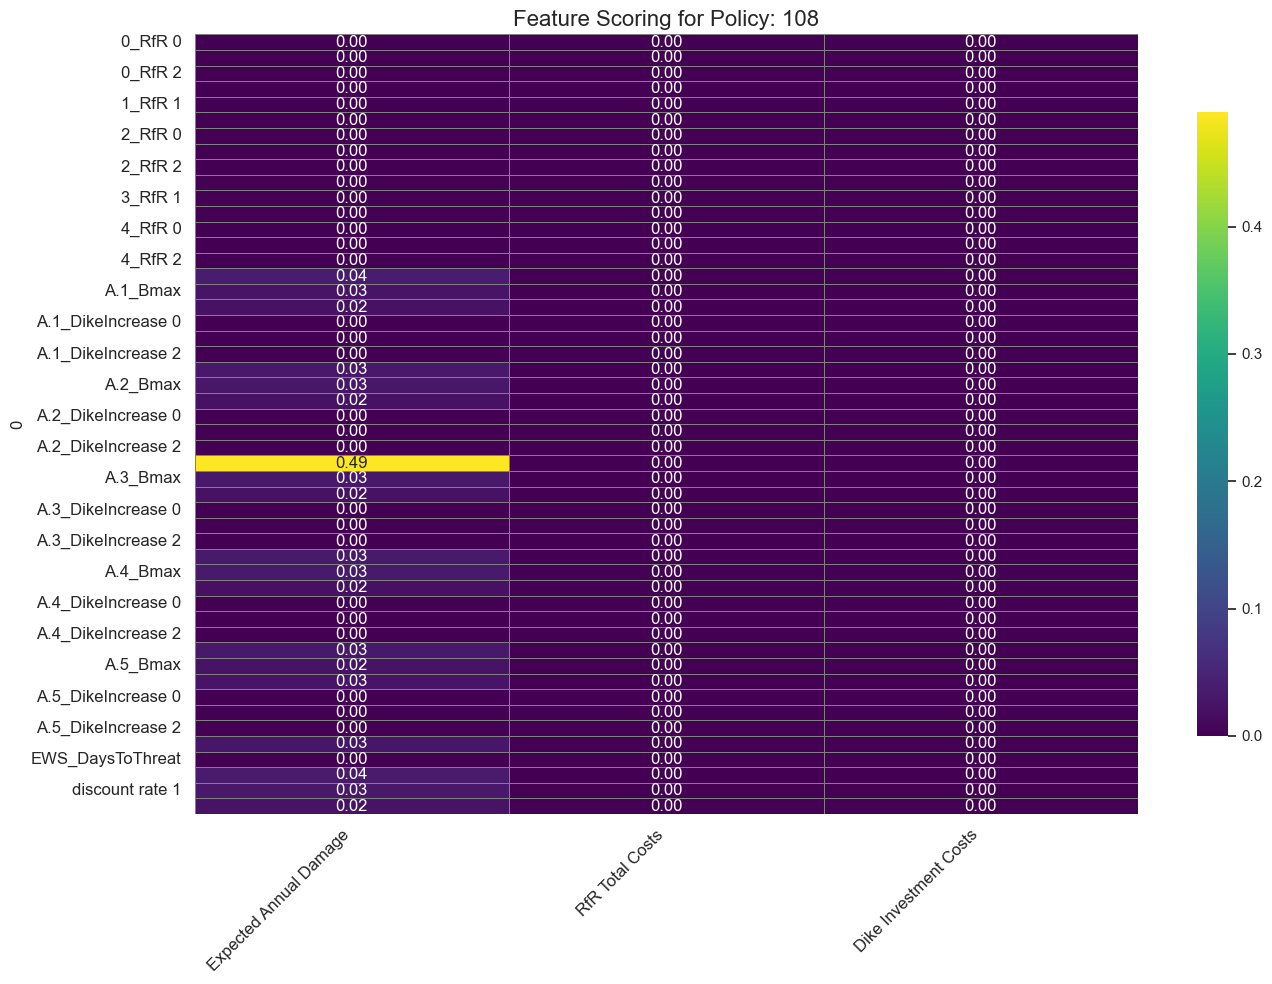 Feature Scoring for Policy: 108
0_RfR 0 0.00 0.00 0.00
0.00 0.00 0.00
0_RfR 2 0.00 0.00 0.00
0.00 0.00 0.00
1_RfR 1 0.00 0.00 0.00
0.00 0.00 0.00
2_RfR 0 0.00 0.00 0.00
0.00 0.00 0.00
2_RfR 2 0.00 0.00 0.00
0.00 0.00 0.00
3_RfR 1 0.00 0.00 0.00
0.00 0.00 0.00
4_RfR 0 0.00 0.00 0.00
0.00 0.00 0.00
4_RfR 2 0.00 0.00 0.00
0.04 0.00 0.00
A.1_Bmax 0.03 0.00 0.00
0.02 0.00 0.00
A.1_DikeIncrease 0 0.00 0.00 0.00
0.00 0.00 0.00
A.1_DikeIncrease 2 0.00 0.00 0.00
0.03 0.00 0.00
A.2_Bmax 0.03 0.00 0.00
0.02 0.00 0.00
A.2_DikeIncrease 0 0.00 0.00 0.00
0.00 0.00 0.00
A.2_DikeIncrease 2 0.00 0.00 0.00
0.49 0.00 0.00
A.3_Bmax 0.03 0.00 0.00
0.02 0.00 0.00
A.3_DikeIncrease 0 0.00 0.00 0.00
0.00 0.00 0.00
A.3_DikeIncrease 2 0.00 0.00 0.00
0.03 0.00 0.00
A.4_Bmax 0.03 0.00 0.00
0.02 0.00 0.00
A.4_DikeIncrease 0 0.00 0.00 0.00
0.00 0.00 0.00
A.4_DikeIncrease 2 0.00 0.00 0.00
0.03 0.00 0.00
A.5_Bmax 0.02 0.00 0.00
0.03 0.00 0.00
A.5_DikeIncrease 0 0.00 0.00 0.00
0.00 0.00 0.00
A.5_DikeIncrease 2 0.00 0.00 0.00
0.03 0.00 0.00
EWS_DaysToThreat 0.00 0.00 0.00
0.04 0.00 0.00
discount rate 1 0.03 0.00 0.00
0.02 0.00 0.00
0
Expected Annual Damage
RfR Total Costs
Dike Investment Costs
0.4
0.3
0.2
0.1
0.0